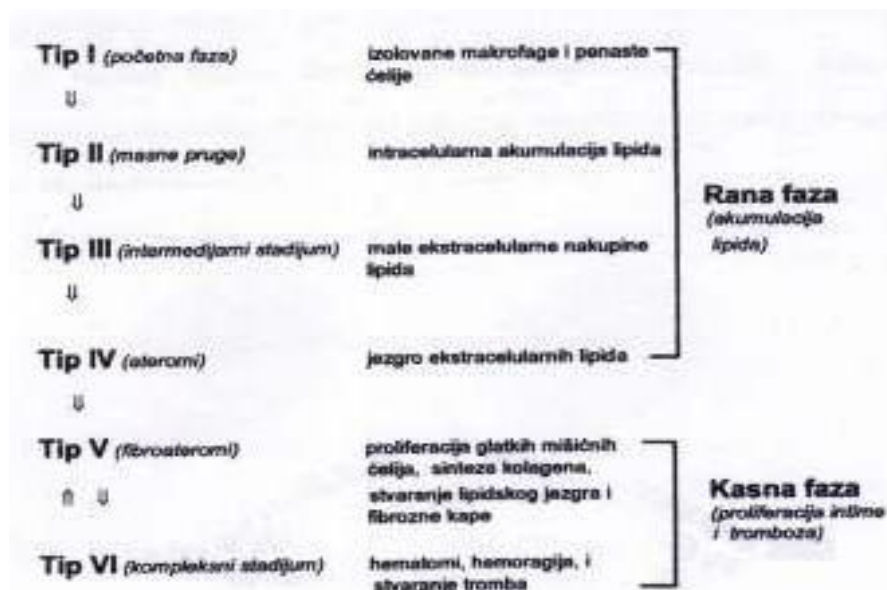 Tip I (početna faza)
izolovane makrofage i penaste
ćelije
⇓
Tip II (masne pruge)
intracelularna akumulacija lipida
⇓
Tip III (intermedijarni stadijum)
male ekstracelularne nakupine
lipida
⇓
Tip IV (ateromi)
jezgro ekstracelularnih lipida
Rana faza
(akumulacija
lipida)
⇓
Tip V (fibroateromi)
proliferacija glatkih mišićnih
ćelija, sinteza kolagena,
⇑ ⇓
stvaranje lipidskog jezgra i
fibrozne kape
Tip VI (kompleksni stadijum)
hematomi, hemoragija, i
stvaranje tromba
Kasna faza
(proliferacija intime
i tromboza)